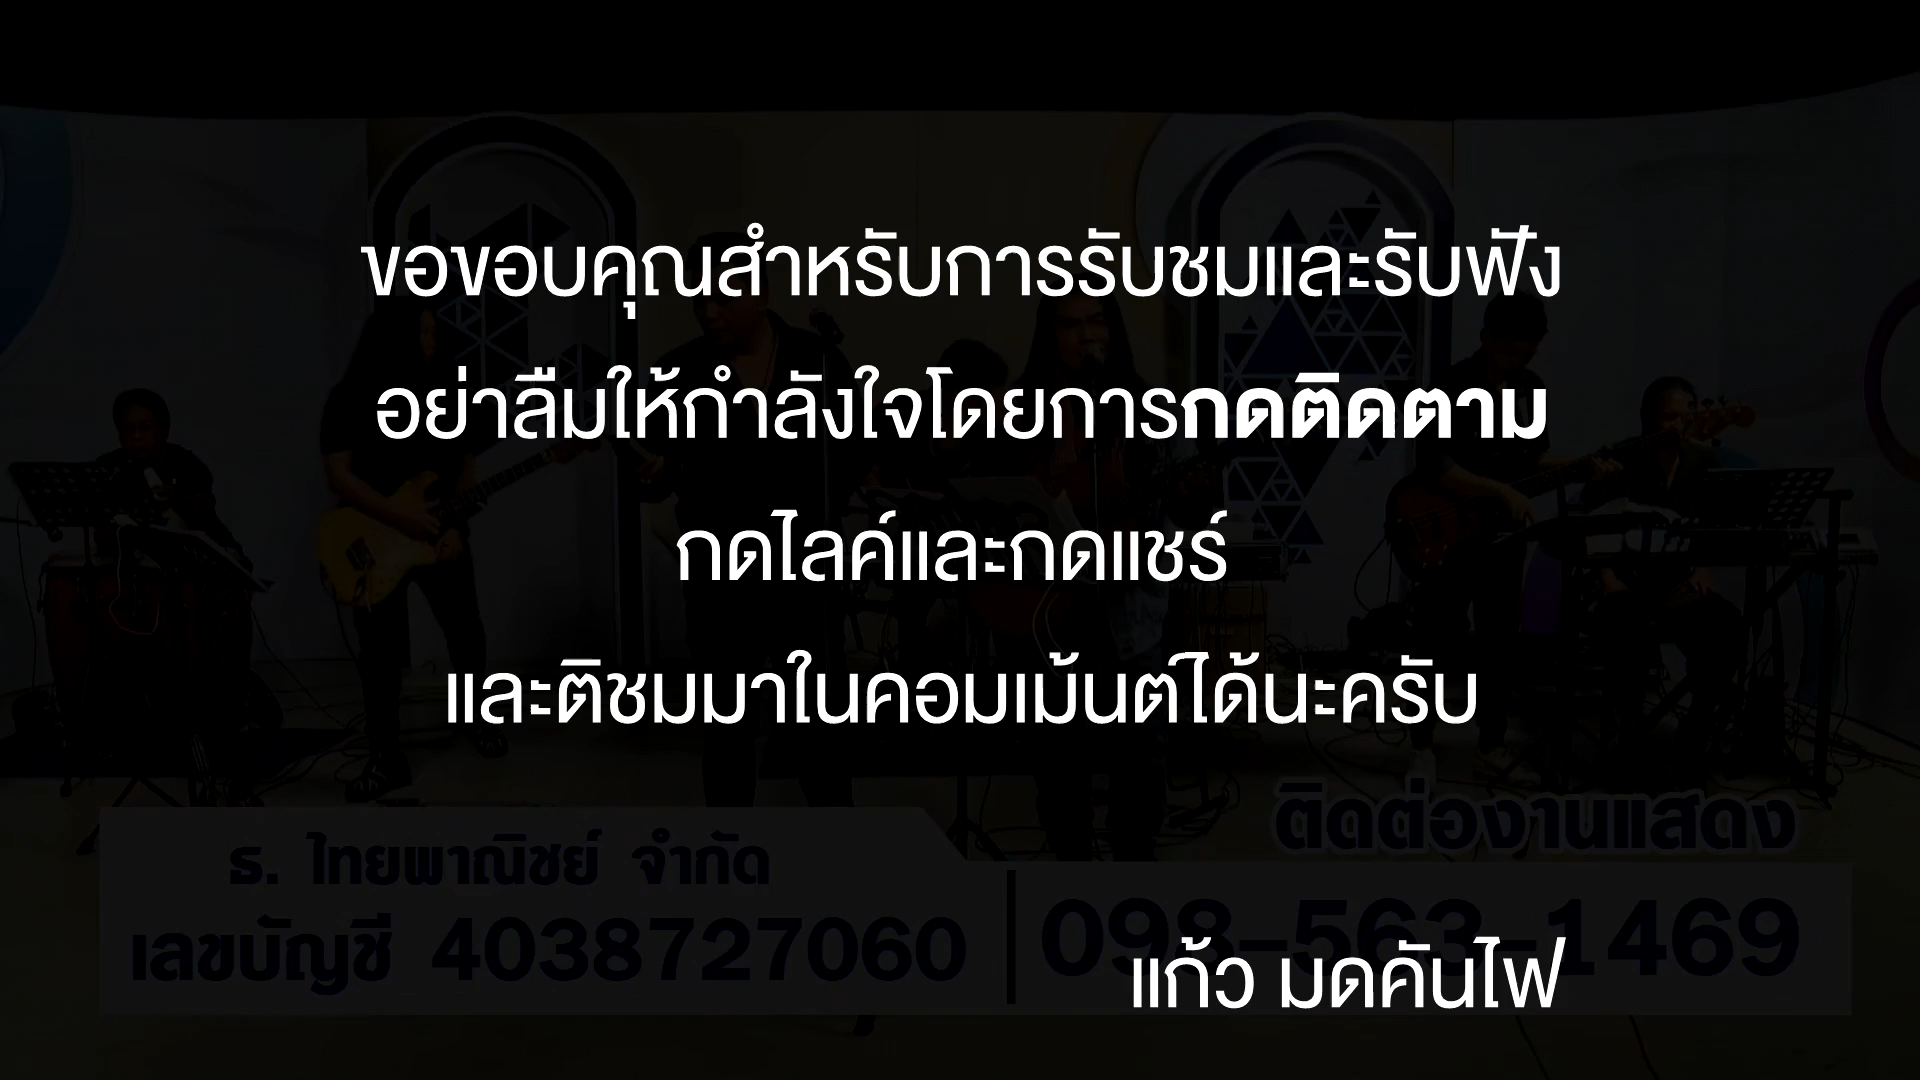 ขอขอบคุณสำหรับการรับชมและรับฟัง
อย่าลืมให้กำลังใจโดยการกดติดตาม
กดไลค์และกดแชร์
และติชมมาในคอมเม้นต์ได้นะครับ
ติดต่องานแสดง
ธ. ไทยพาณิชย์ จำกัด
เลขบัญชี 4038727060
098-563-1469
แก้ว มดคันไฟ